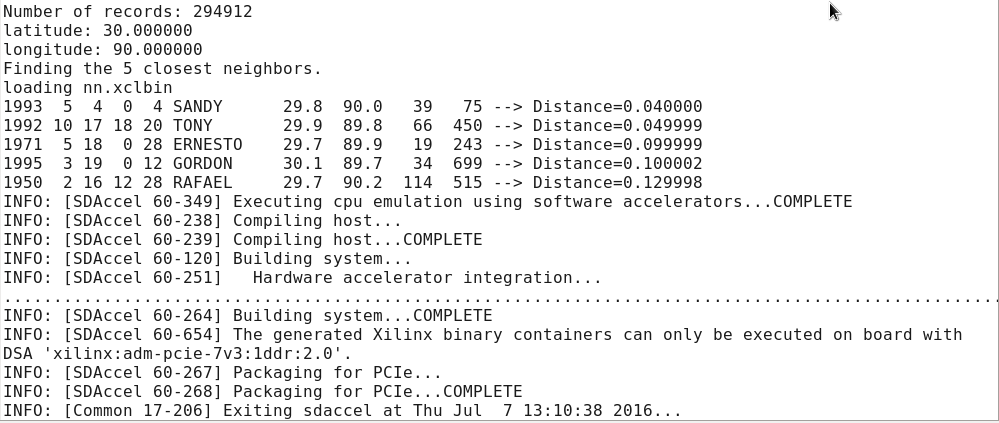 Number of records: 294912
latitude: 30.000000
longitude: 90.000000
Finding the 5 closest neighbors.
loading nn.xclbin
1993  5  4  0  4 SANDY      29.8  90.0   39   75 --> Distance=0.040000
1992 10 17 18 20 TONY       29.9  89.8   66  450 --> Distance=0.049999
1971  5 18  0 28 ERNESTO    29.7  89.9   19  243 --> Distance=0.099999
1995  3 19  0 12 GORDON     30.1  89.7   34  699 --> Distance=0.100002
1950  2 16 12 28 RAFAEL     29.7  90.2  114  515 --> Distance=0.129998
INFO: [SDAccel 60-349] Executing cpu emulation using software accelerators...COMPLETE
INFO: [SDAccel 60-238] Compiling host...
INFO: [SDAccel 60-239] Compiling host...COMPLETE
INFO: [SDAccel 60-120] Building system...
INFO: [SDAccel 60-251]   Hardware accelerator integration...
....................................................................................................
INFO: [SDAccel 60-264] Building system...COMPLETE
INFO: [SDAccel 60-654] The generated Xilinx binary containers can only be executed on board with
DSA 'xilinx:adm-pcie-7v3:1ddr:2.0'.
INFO: [SDAccel 60-267] Packaging for PCIe...
INFO: [SDAccel 60-268] Packaging for PCIe...COMPLETE
INFO: [Common 17-206] Exiting sdaccel at Thu Jul  7 13:10:38 2016...